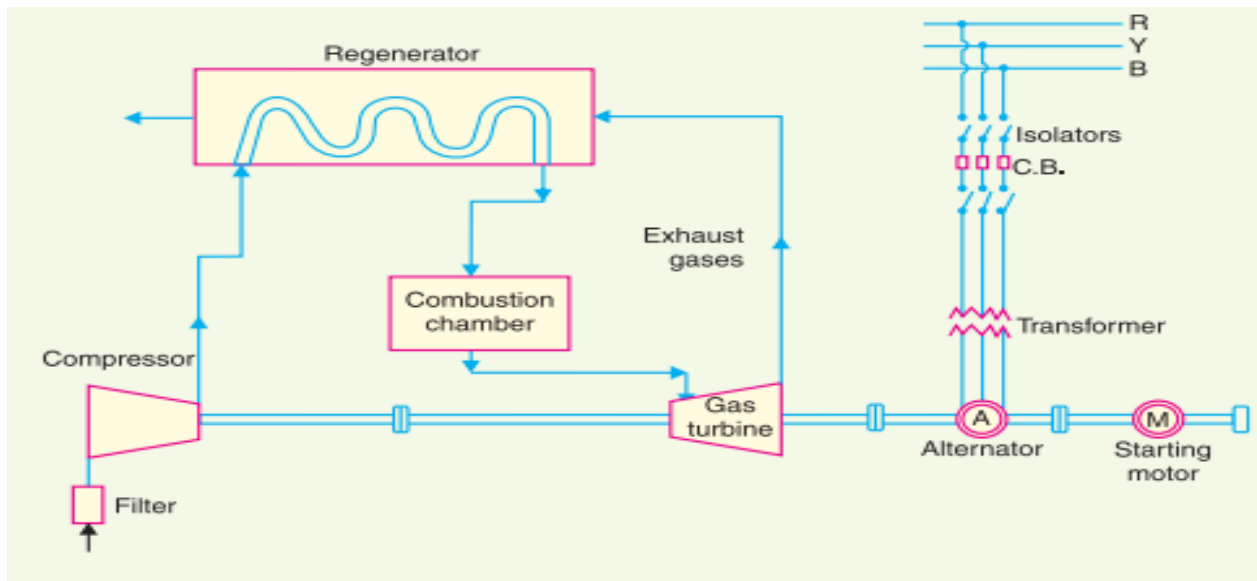 R
Y
B
Regenerator
Isolators
C.B.
Exhaust
gases
Combustion
chamber
Transformer
Compressor
Gas
turbine
A
M
Alternator
Starting
motor
Filter